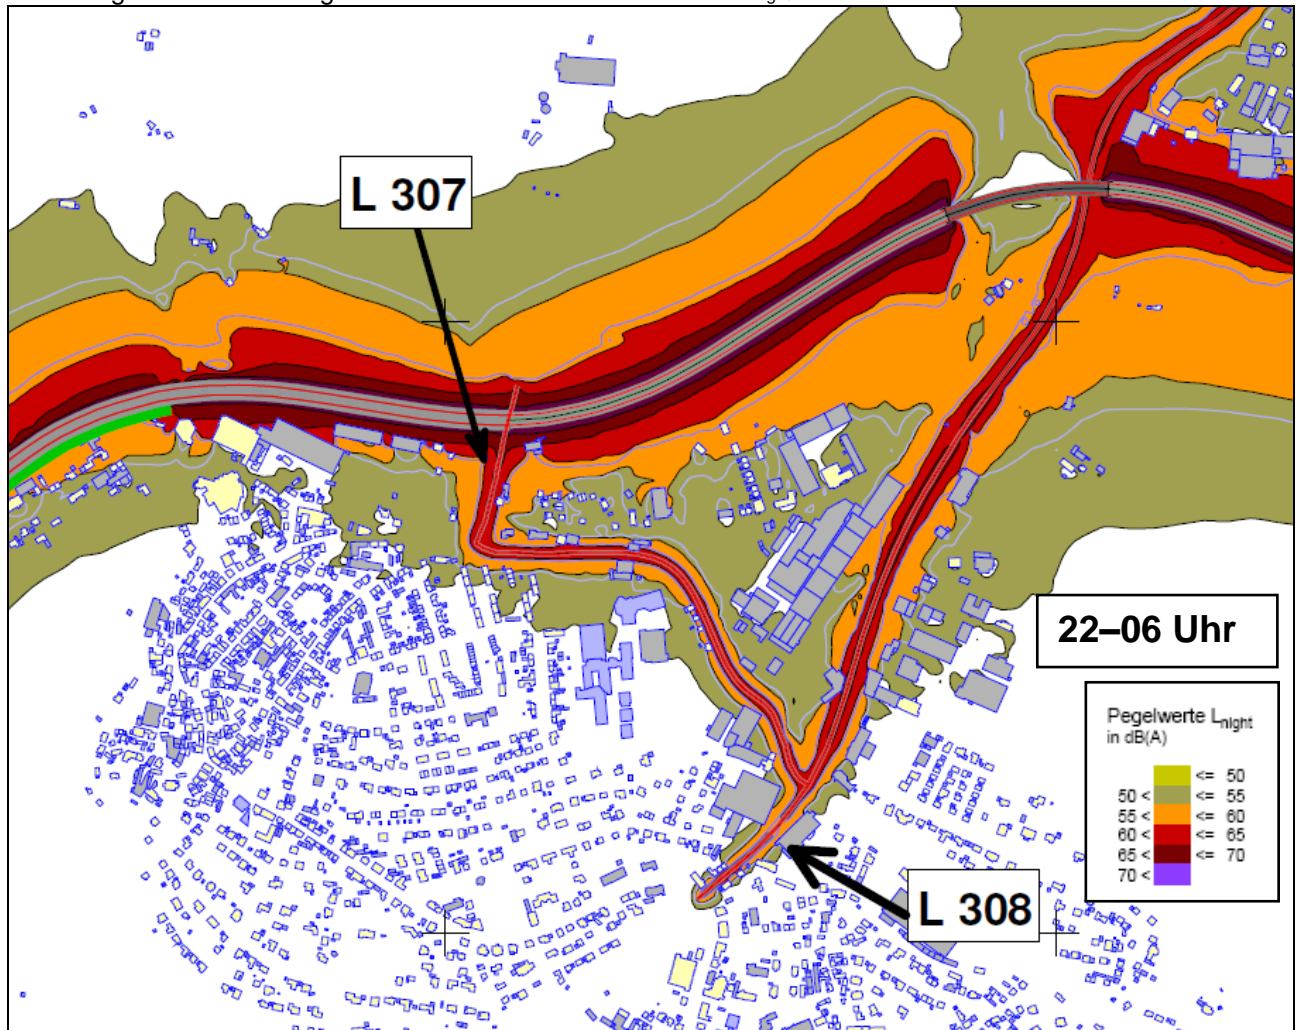 L 307
22–06 Uhr
Pegelwerte Lnight
in dB(A)
<= 50
50 < <= 55
55 < <= 60
60 < <= 65
65 < <= 70
70 <
L 308